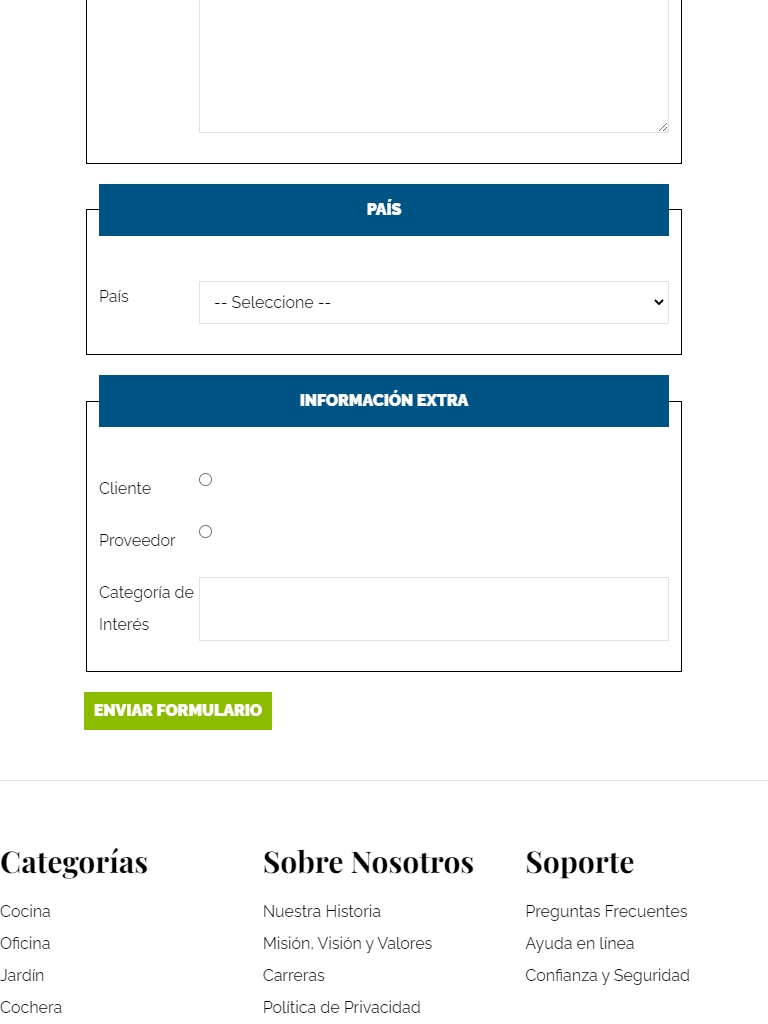 PAÍS
País
-- Seleccione --
INFORMACIÓN EXTRA
Cliente
Proveedor
Categoría de
Interés
ENVIAR FORMULARIO
Categorías
Cocina
Oficina
Jardín
Cochera
Sobre Nosotros
Nuestra Historia
Misión, Visión y Valores
Carreras
Política de Privacidad
Soporte
Preguntas Frecuentes
Ayuda en línea
Confianza y Seguridad